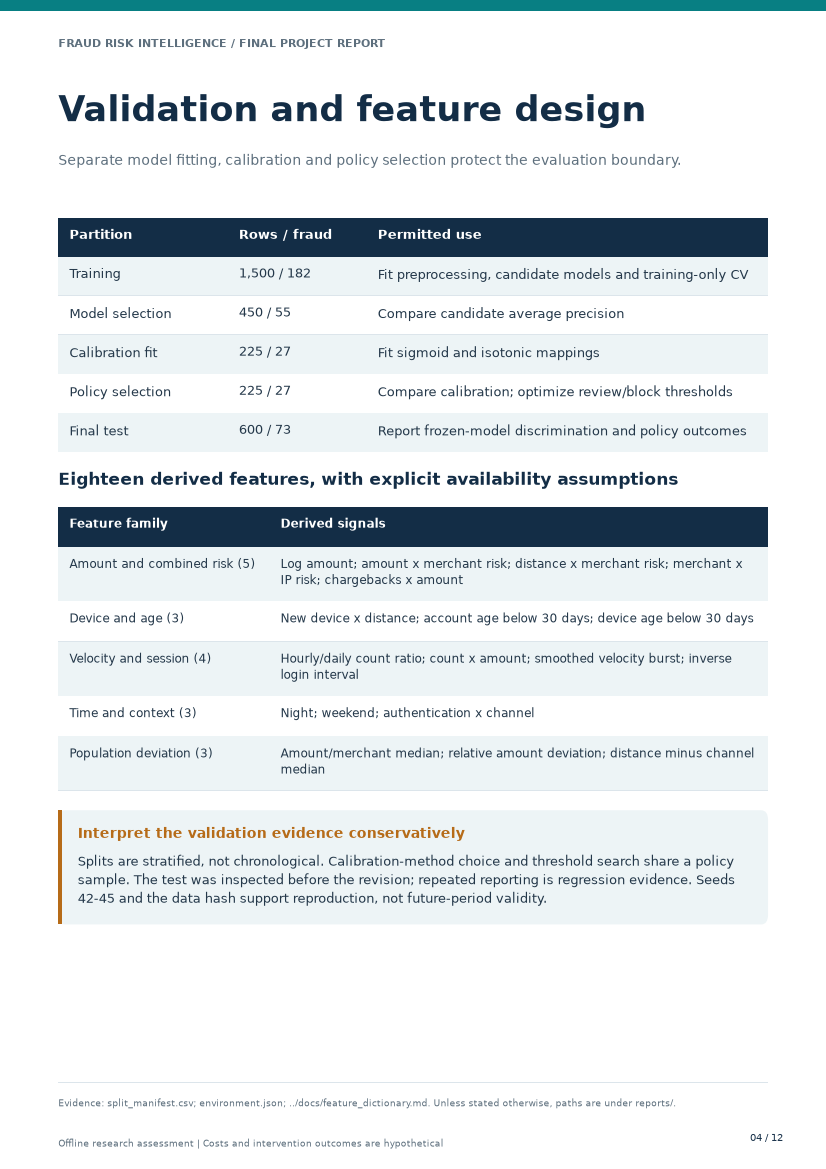 FRAUD RISK INTELLIGENCE / FINAL PROJECT REPORT
Validation and feature design
Separate model fitting, calibration and policy selection protect the evaluation boundary.
Partition Rows / fraud Permitted use
Training 1,500 / 182 Fit preprocessing, candidate models and training-only CV
Model selection 450 / 55 Compare candidate average precision
Calibration fit 225 / 27 Fit sigmoid and isotonic mappings
Policy selection 225 / 27 Compare calibration; optimize review/block thresholds
Final test 600 / 73 Report frozen-model discrimination and policy outcomes
Eighteen derived features, with explicit availability assumptions
Feature family Derived signals
Amount and combined risk (5) Log amount; amount x merchant risk; distance x merchant risk; merchant x
IP risk; chargebacks x amount
Device and age (3) New device x distance; account age below 30 days; device age below 30 days
Velocity and session (4) Hourly/daily count ratio; count x amount; smoothed velocity burst; inverse
login interval
Time and context (3) Night; weekend; authentication x channel
Population deviation (3) Amount/merchant median; relative amount deviation; distance minus channel
median
Interpret the validation evidence conservatively
Splits are stratified, not chronological. Calibration-method choice and threshold search share a policy
sample. The test was inspected before the revision; repeated reporting is regression evidence. Seeds
42-45 and the data hash support reproduction, not future-period validity.
Evidence: split_manifest.csv; environment.json; ../docs/feature_dictionary.md. Unless stated otherwise, paths are under reports/.
Offline research assessment | Costs and intervention outcomes are hypothetical
04 / 12